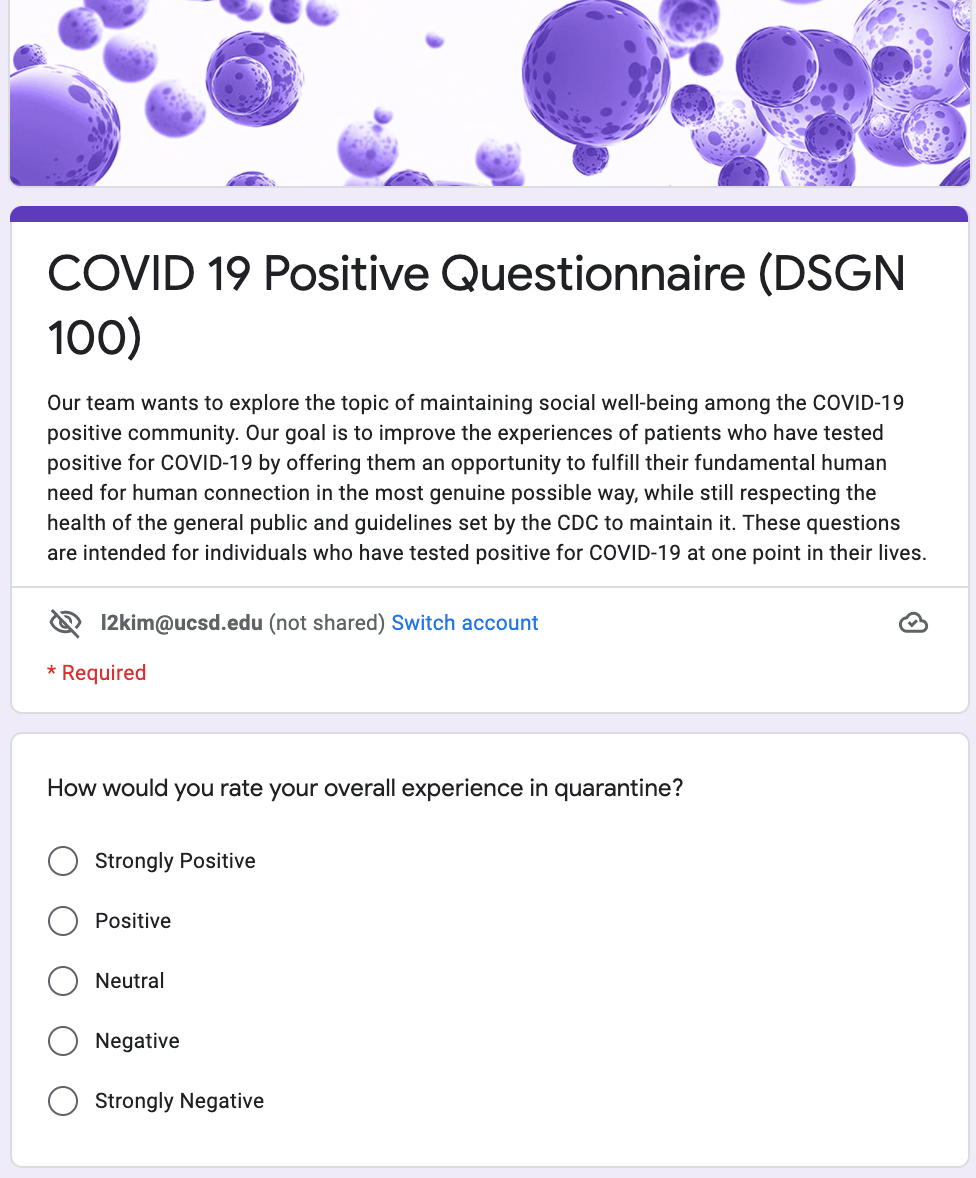 COVID 19 Positive Questionnaire (DSGN
100)
Our team wants to explore the topic of maintaining social well-being among the COVID-19
positive community. Our goal is to improve the experiences of patients who have tested
positive for COVID-19 by offering them an opportunity to fulfill their fundamental human
need for human connection in the most genuine possible way, while still respecting the
health of the general public and guidelines set by the CDC to maintain it. These questions
are intended for individuals who have tested positive for COVID-19 at one point in their lives.
l2kim@ucsd.edu (not shared) Switch account
* Required
How would you rate your overall experience in quarantine?
Strongly Positive
Positive
Neutral
Negative
Strongly Negative